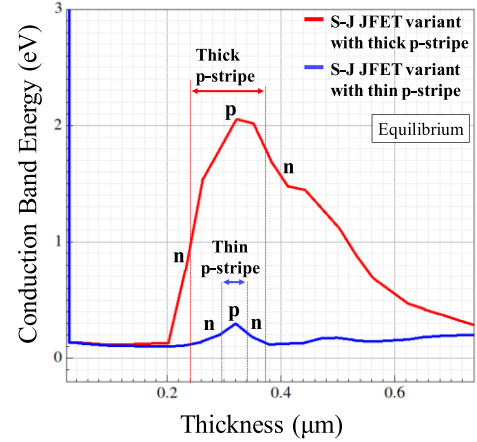 3
S-J JFET variant
with thick p-stripe
S-J JFET variant
with thin p-stripe
Equilibrium
Thick
p-stripe
p
n
n
2
1
0
Thin
p-stripe
n
p
n
Conduction Band Energy (eV)
0.2
0.4
0.6
Thickness (μm)